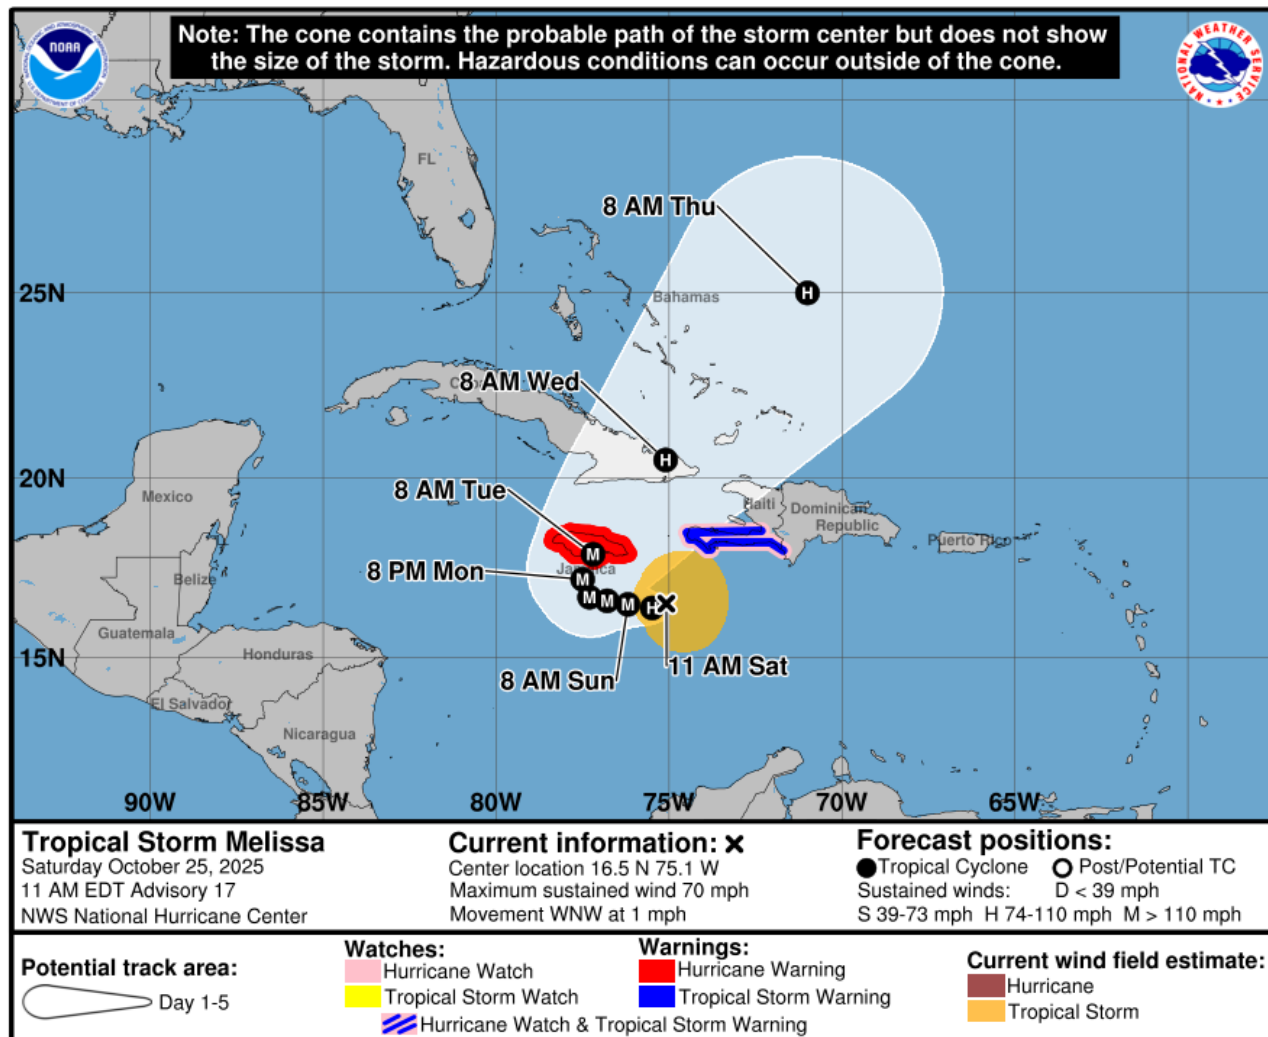 Note: The cone contains the probable path of the storm center but does not show
the size of the storm. Hazardous conditions can occur outside of the cone.
NOAA
NATIONAL WEATHER SERVICE
FL
8 AM Thu
25N
Bahamas
H
8 AM Wed
H
20N
8 AM Tue
Mexico
Haiti
Dominican
Republic
Puerto Rico
M
Jamaica
8 PM Mon
M
Belize
M
M
M
H
Guatemala
Honduras
15N
11 AM Sat
8 AM Sun
El Salvador
Nicaragua
90W
85W
80W
75W
70W
65W
Tropical Storm Melissa
Saturday October 25, 2025
11 AM EDT Advisory 17
NWS National Hurricane Center
Current information: ✖
Center location 16.5 N 75.1 W
Maximum sustained wind 70 mph
Movement WNW at 1 mph
Forecast positions:
Tropical Cyclone Post/Potential TC
Sustained winds: D < 39 mph
S 39-73 mph H 74-110 mph M > 110 mph
Potential track area:
Day 1-5
Watches:
Hurricane Watch
Tropical Storm Watch
Hurricane Watch & Tropical Storm Warning
Warnings:
Hurricane Warning
Tropical Storm Warning
Current wind field estimate:
Hurricane
Tropical Storm